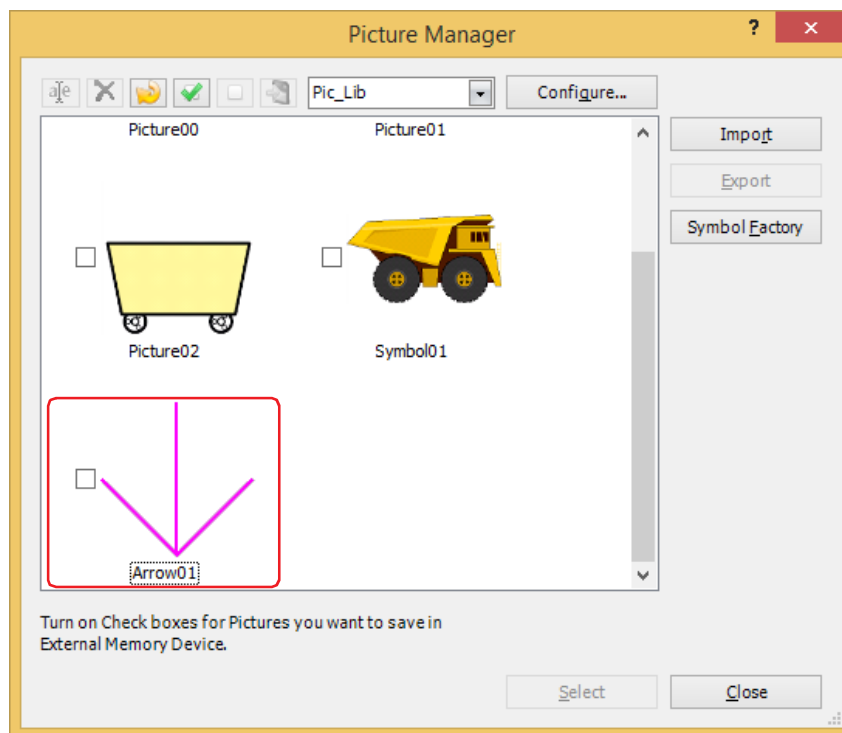 Picture Manager
?
Pic_Lib
Configure...
Picture00
Picture01
Import
Export
Symbol Factory
Picture02
Symbol01
Arrow01
Turn on Check boxes for Pictures you want to save in
External Memory Device.
Select
Close